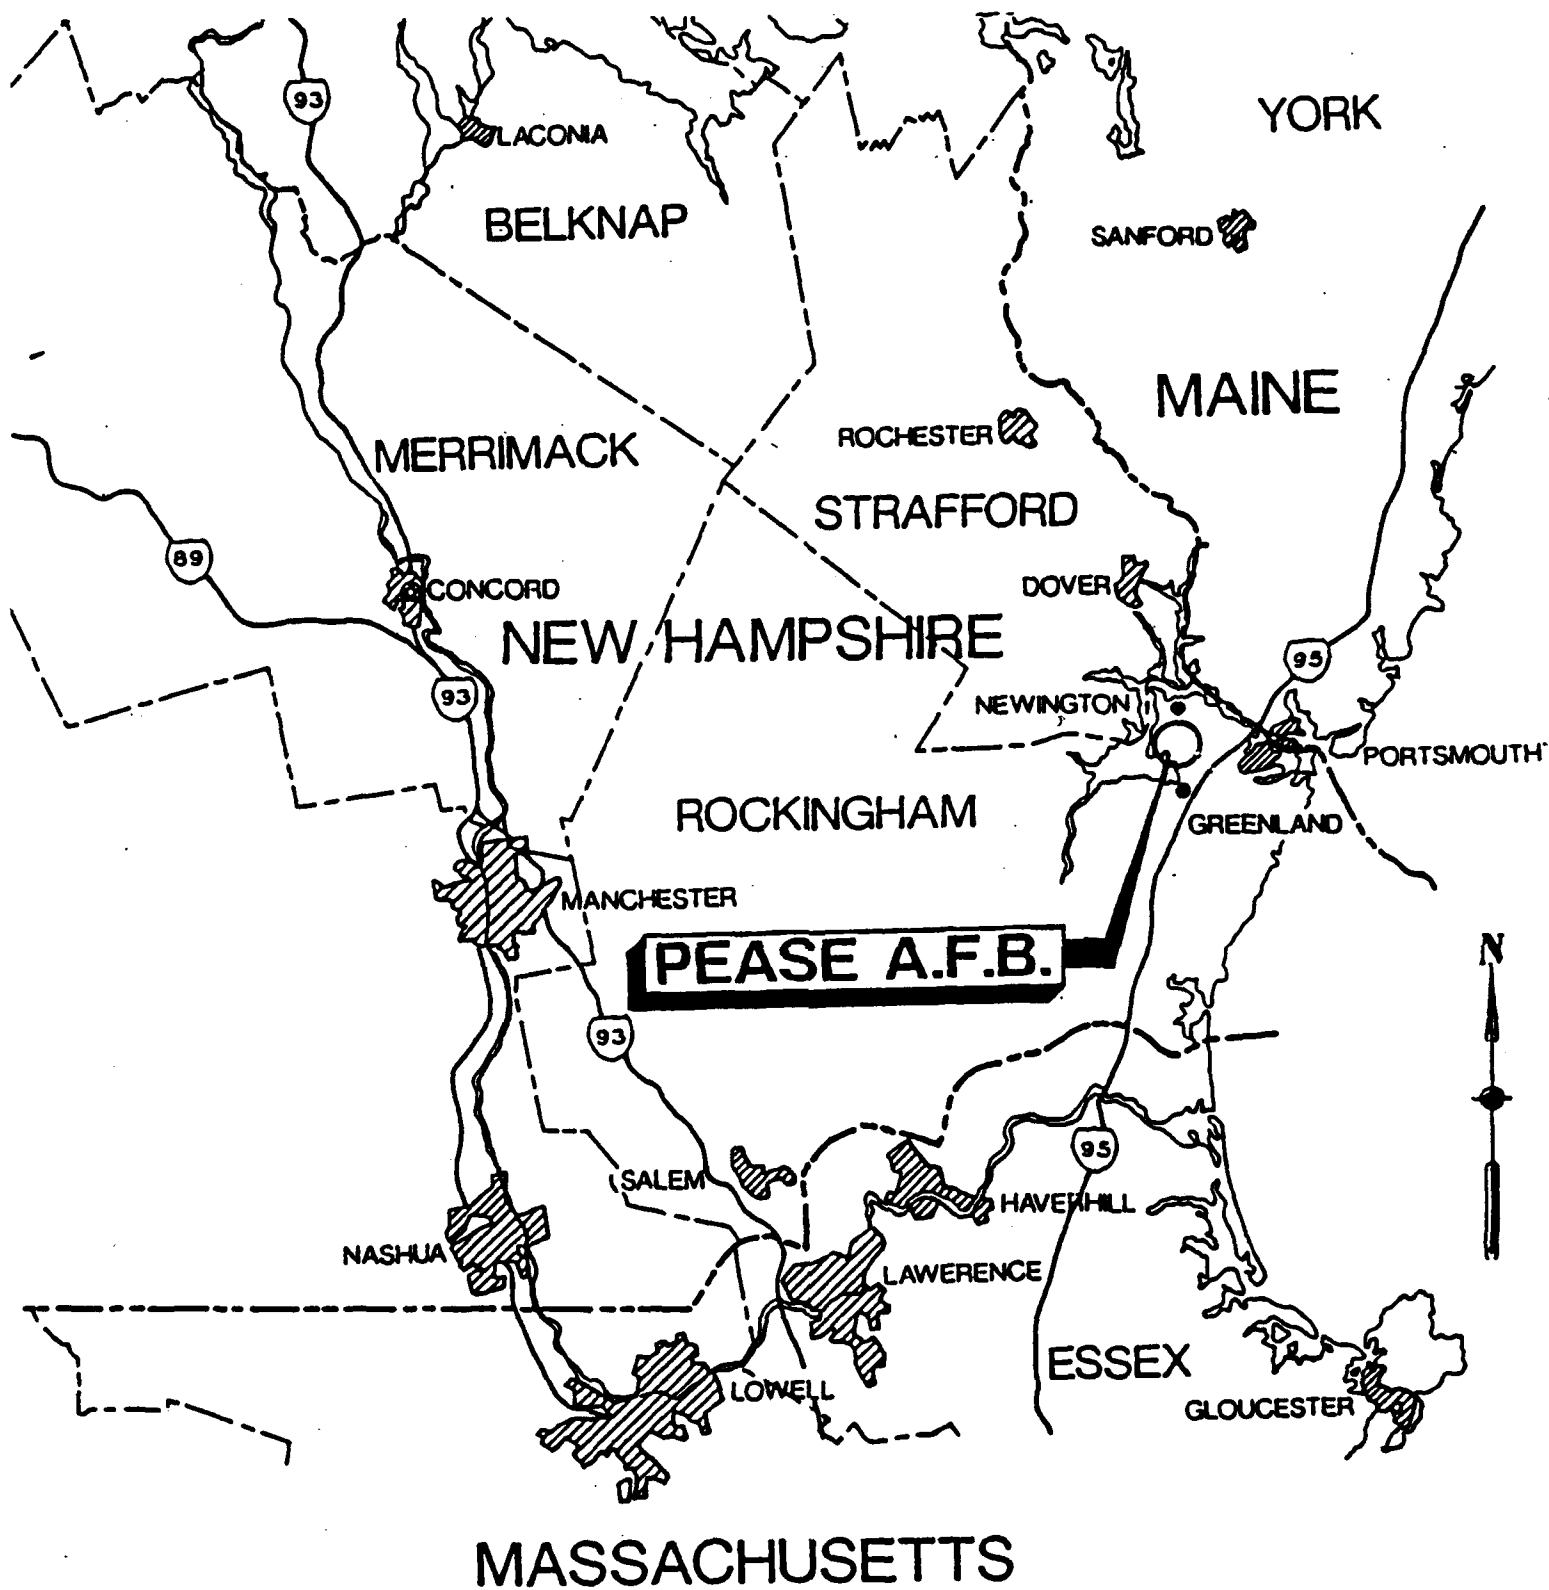 93
YORK
LACONIA
BELKNAP
SANFORD
MAINE
ROCHESTER
MERRIMACK
STRAFFORD
89
CONCORD
DOVER
NEW HAMPSHIRE
95
93
NEWINGTON
PORTSMOUTH
ROCKINGHAM
GREENLAND
MANCHESTER
PEASE A.F.B.
N
93
95
SALEM
HAVERHILL
NASHUA
LAWERENCE
ESSEX
LOWELL
GLOUCESTER
MASSACHUSETTS